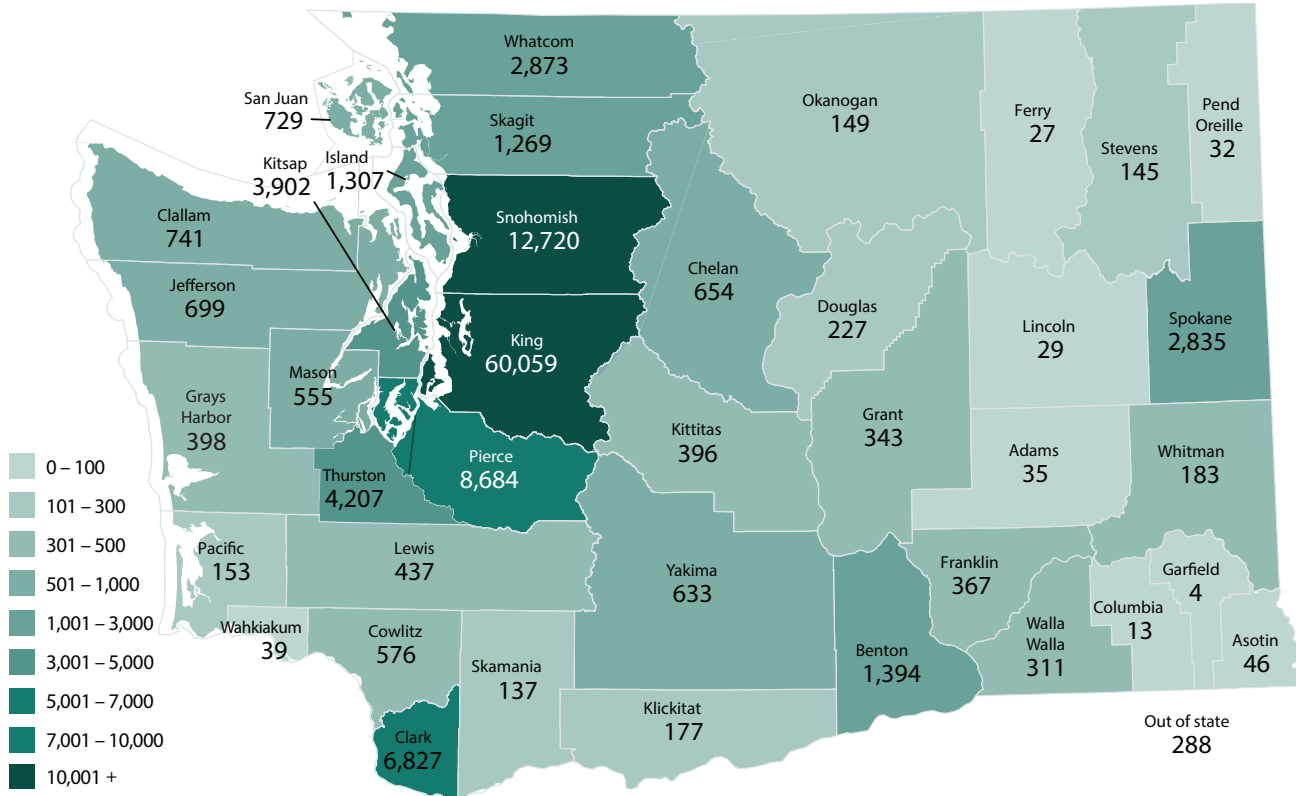 Whatcom
2,873
San Juan
729
Skagit
1,269
Okanogan
149
Ferry
27
Stevens
145
Pend
Oreille
32
Kitsap
3,902
Island
1,307
Clallam
741
Snohomish
12,720
Jefferson
699
Chelan
654
Douglas
227
Lincoln
29
Spokane
2,835
King
60,059
Mason
555
Grays
Harbor
398
Kittitas
396
Grant
343
Adams
35
Whitman
183
Thurston
4,207
Pierce
8,684
Pacific
153
Lewis
437
Yakima
633
Franklin
367
Garfield
4
Columbia
13
Wahkiakum
39
Cowlitz
576
Skamania
137
Benton
1,394
Walla
Walla
311
Asotin
46
Klickitat
177
Clark
6,827
Out of state
288
0 – 100
101 – 300
301 – 500
501 – 1,000
1,001 – 3,000
3,001 – 5,000
5,001 – 7,000
7,001 – 10,000
10,001 +